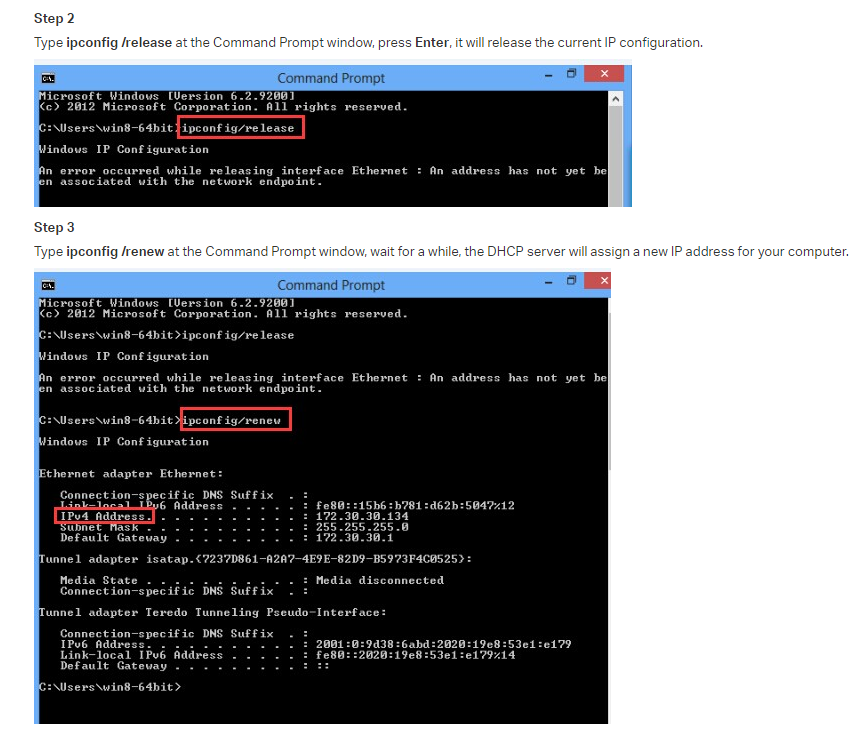 Step 2
Type ipconfig /release at the Command Prompt window, press Enter, it will release the current IP configuration.
C:\.
Command Prompt
Microsoft Windows [Version 6.2.9200]
(c) 2012 Microsoft Corporation. All rights reserved.
C:\Users\win8-64bit>ipconfig/release
Windows IP Configuration
An error occurred while releasing interface Ethernet : An address has not yet be
en associated with the network endpoint.
Step 3
Type ipconfig /renew at the Command Prompt window, wait for a while, the DHCP server will assign a new IP address for your computer.
C:\.
Command Prompt
Microsoft Windows [Version 6.2.9200]
(c) 2012 Microsoft Corporation. All rights reserved.
C:\Users\win8-64bit>ipconfig/release
Windows IP Configuration
An error occurred while releasing interface Ethernet : An address has not yet be
en associated with the network endpoint.
C:\Users\win8-64bit>ipconfig/renew
Windows IP Configuration
Ethernet adapter Ethernet:
Connection-specific DNS Suffix . :
Link-local IPv6 Address . . . . . : fe80::15b6:b781:d62b:5047%12
IPv4 Address. . . . . . . . . . . : 172.30.30.134
Subnet Mask . . . . . . . . . . . : 255.255.255.0
Default Gateway . . . . . . . . . : 172.30.30.1
Tunnel adapter isatap.{7237D861-A2A7-4E9E-82D9-B5973F4C0525}:
Media State . . . . . . . . . . . : Media disconnected
Connection-specific DNS Suffix . :
Tunnel adapter Teredo Tunneling Pseudo-Interface:
Connection-specific DNS Suffix . :
IPv6 Address. . . . . . . . . . . : 2001:0:9d38:6abd:2020:19e8:53e1:e179
Link-local IPv6 Address . . . . . : fe80::2020:19e8:53e1:e179%14
Default Gateway . . . . . . . . . : ::
C:\Users\win8-64bit>